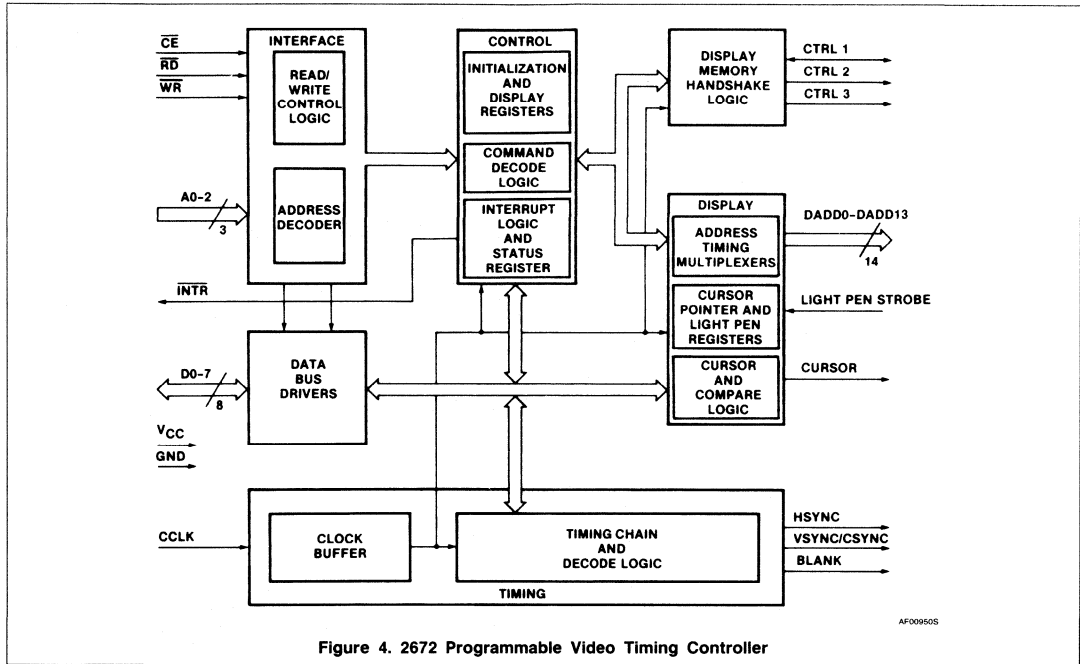 CE
RD
WR
A0-2
3
INTR
D0-7
8
VCC
GND
CCLK
INTERFACE
READ/
WRITE
CONTROL
LOGIC
ADDRESS
DECODER
DATA
BUS
DRIVERS
CONTROL
INITIALIZATION
AND
DISPLAY
REGISTERS
COMMAND
DECODE
LOGIC
INTERRUPT
LOGIC
AND
STATUS
REGISTER
DISPLAY
MEMORY
HANDSHAKE
LOGIC
CTRL 1
CTRL 2
CTRL 3
DISPLAY
ADDRESS
TIMING
MULTIPLEXERS
CURSOR
POINTER AND
LIGHT PEN
REGISTERS
CURSOR
AND
COMPARE
LOGIC
DADD0-DADD13
14
LIGHT PEN STROBE
CURSOR
CLOCK
BUFFER
TIMING CHAIN
AND
DECODE LOGIC
TIMING
HSYNC
VSYNC/CSYNC
BLANK
AF00950S
Figure 4. 2672 Programmable Video Timing Controller